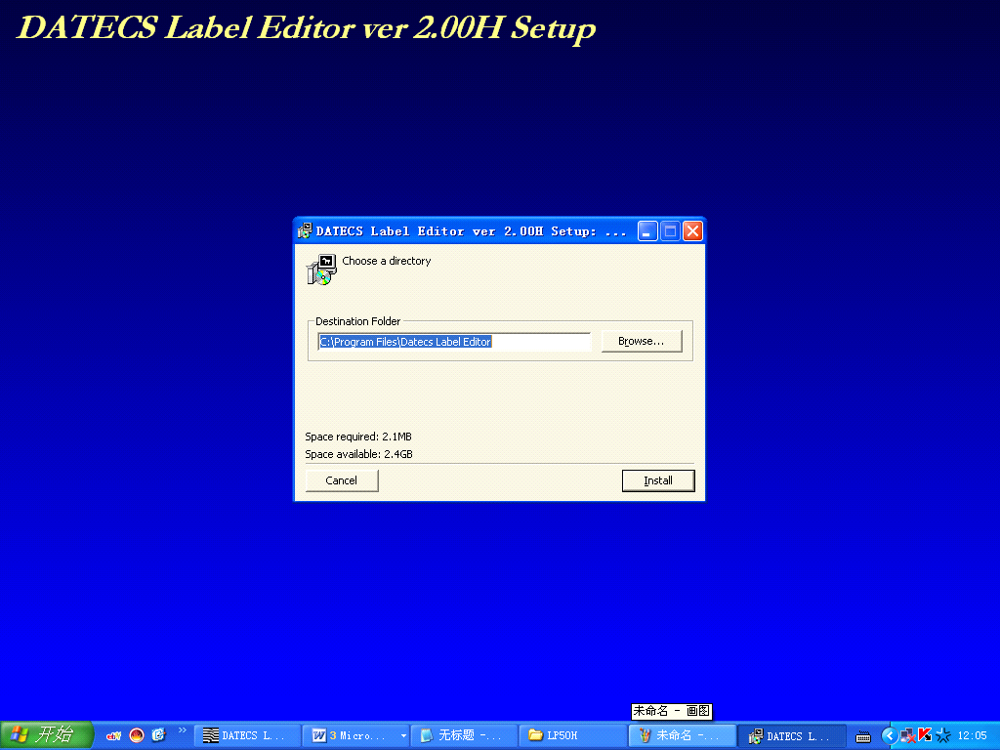 DATECS Label Editor ver 2.00H Setup
DATECS Label Editor ver 2.00H Setup: ...
Choose a directory
Destination Folder
C:\Program Files\Datecs Label Editor
Browse...
Space required: 2.1MB
Space available: 2.4GB
Cancel
Install
未命名 - 画图
开始
DATECS L...
3 Micro...
无标题 -...
LP50H
未命名 -...
DATECS L...
12:05